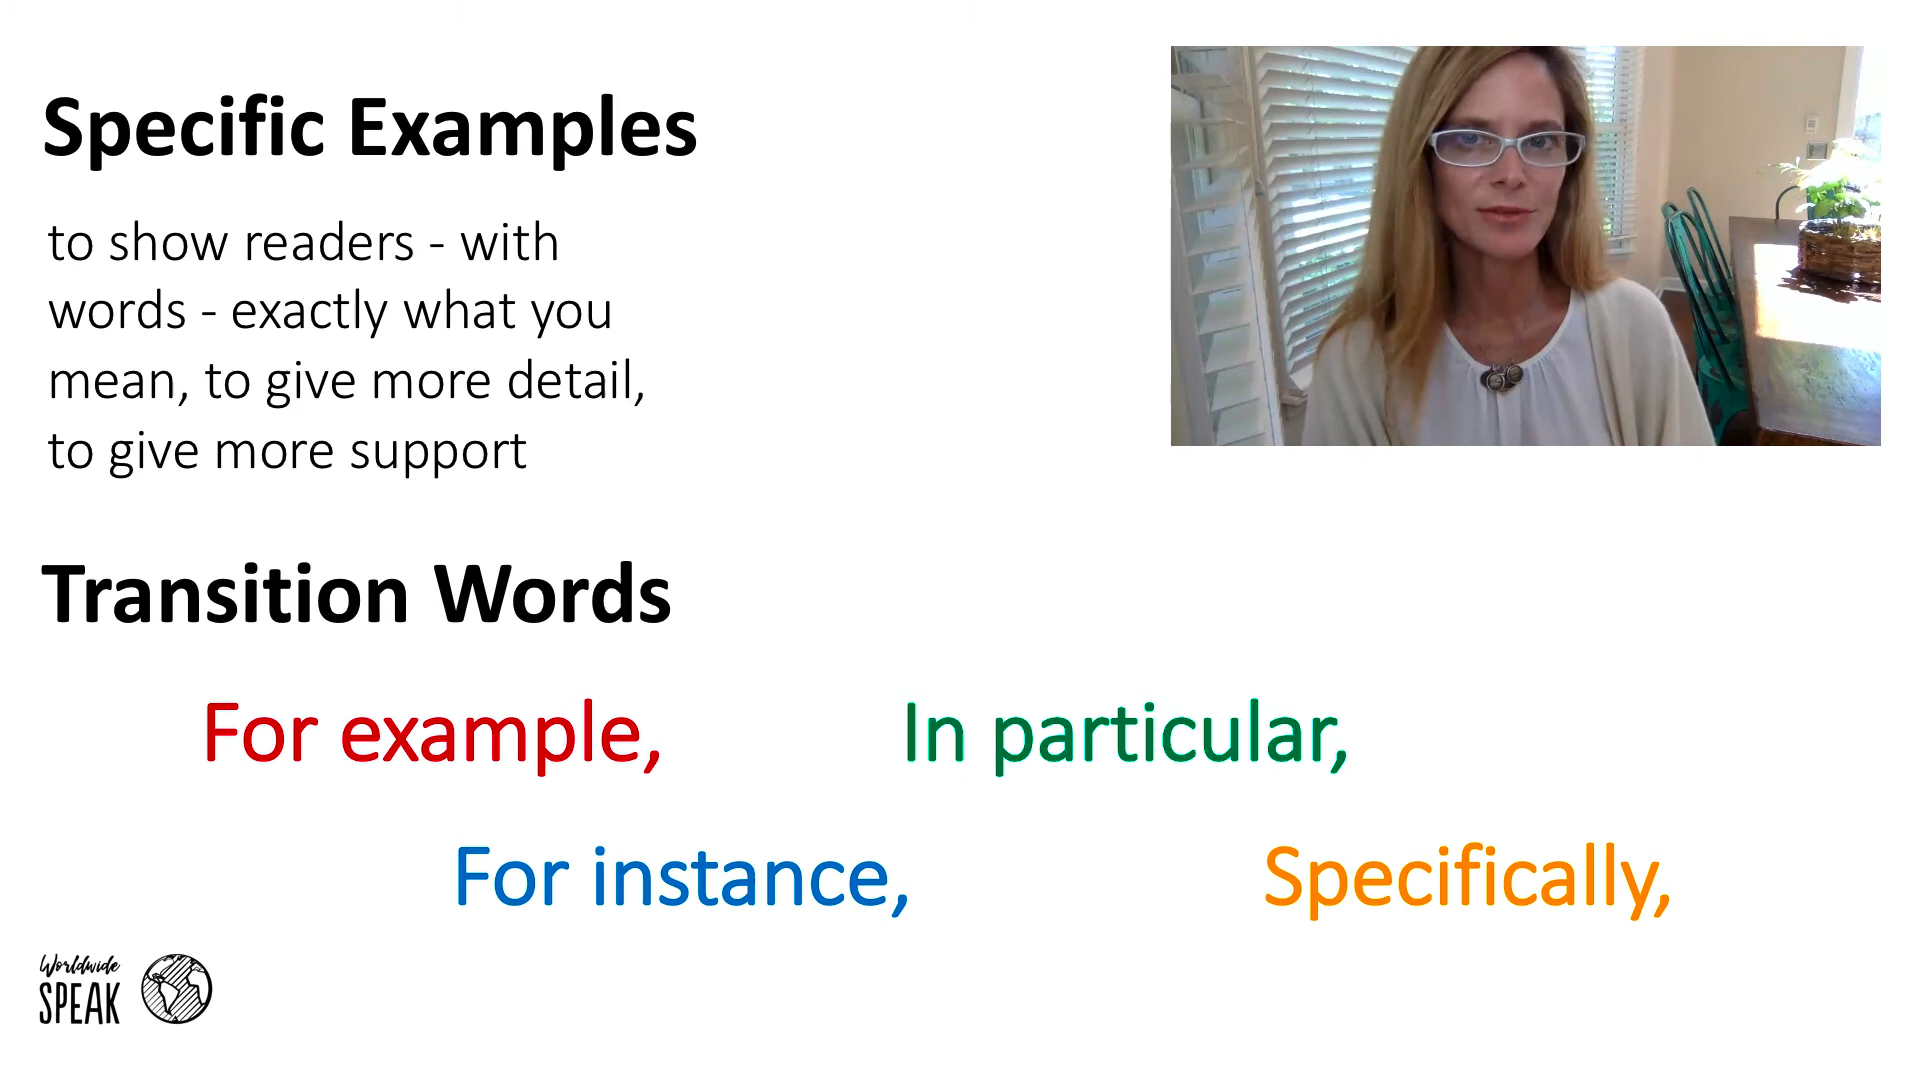 Specific Examples
to show readers - with
words - exactly what you
mean, to give more detail,
to give more support
Transition Words
For example,
In particular,
For instance,
Specifically,
Worldwide
SPEAK